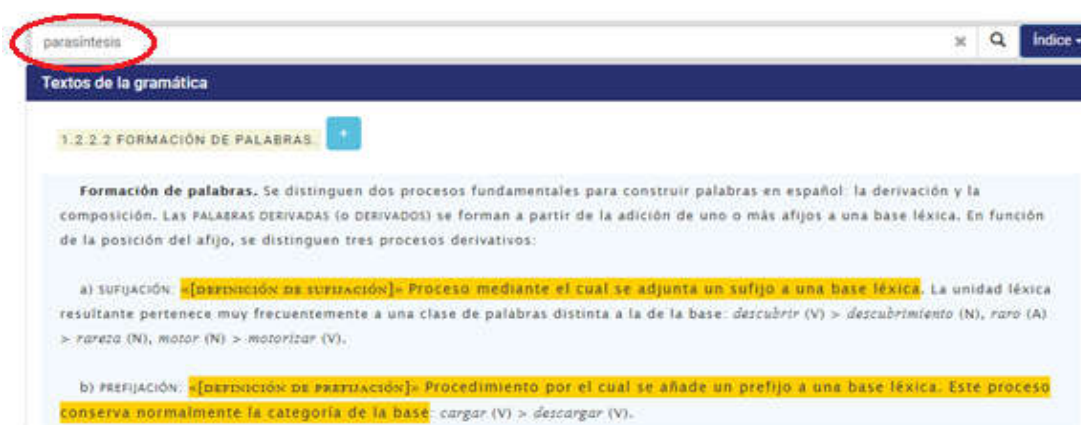 parasíntesis
Índice
Textos de la gramática
1.2.2.2 FORMACIÓN DE PALABRAS. +
Formación de palabras. Se distinguen dos procesos fundamentales para construir palabras en español: la derivación y la
composición. Las PALABRAS DERIVADAS (o DERIVADOS) se forman a partir de la adición de uno o más afijos a una base léxica. En función
de la posición del afijo, se distinguen tres procesos derivativos:
a) SUFIJACIÓN: «[DEFINICIÓN DE SUFIJACIÓN]» Proceso mediante el cual se adjunta un sufijo a una base léxica. La unidad léxica
resultante pertenece muy frecuentemente a una clase de palabras distinta a la de la base: descubrir (V) > descubrimiento (N), raro (A)
> rareza (N), motor (N) > motorizar (V).
b) PREFIJACIÓN: «[DEFINICIÓN DE PREFIJACIÓN]» Procedimiento por el cual se añade un prefijo a una base léxica. Este proceso
conserva normalmente la categoría de la base: cargar (V) > descargar (V).